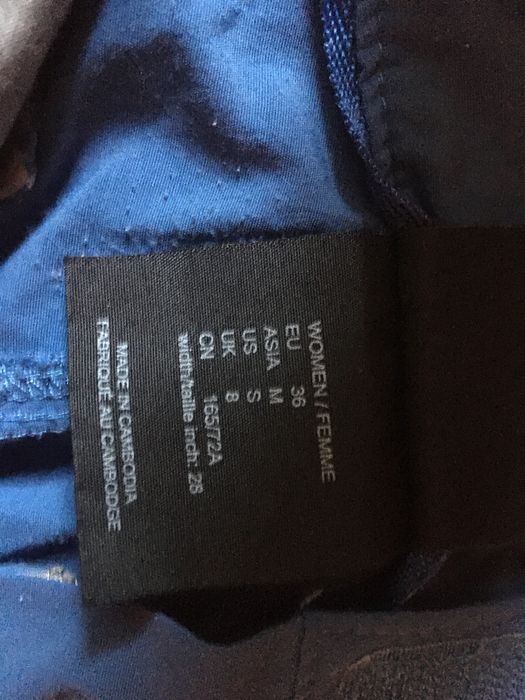 WOMEN / FEMME
EU 36
ASIA M
US S
UK 8
CN 165/72A
width/taille inch: 28
MADE IN CAMBODIA
FABRIQUÉ AU CAMBODGE